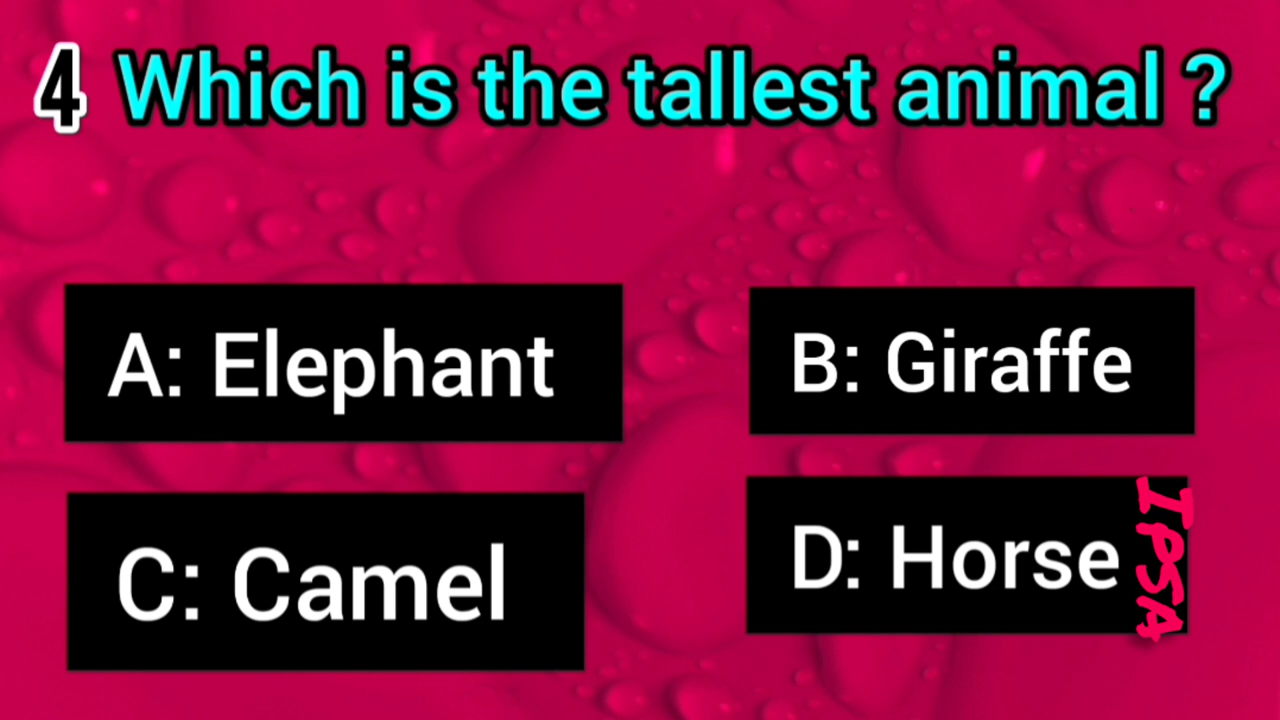 4 Which is the tallest animal ?
A: Elephant
B: Giraffe
C: Camel
D: Horse
IPSA